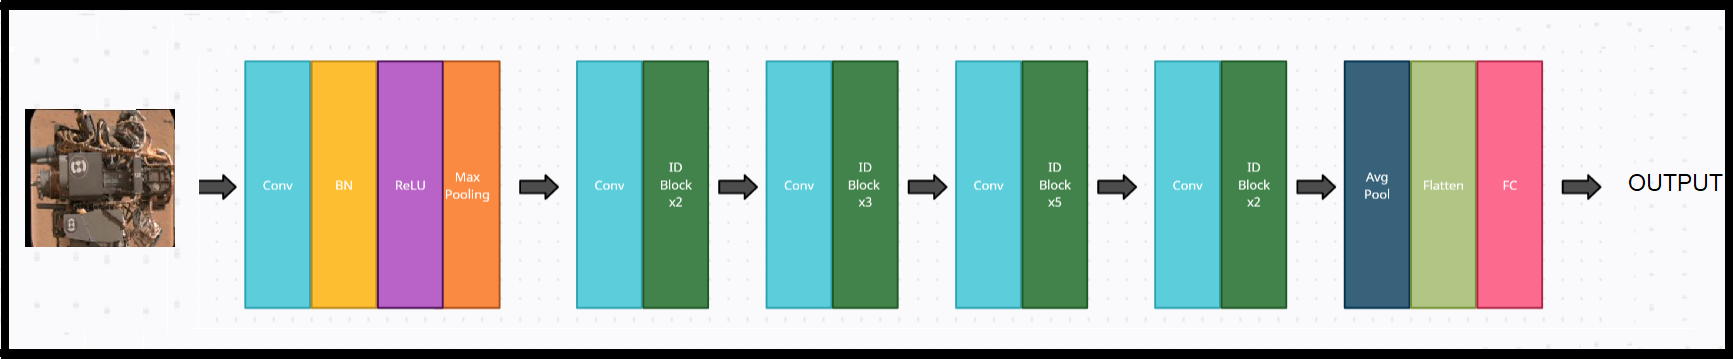 Conv
BN
ReLU
Max
Pooling
Conv
ID
Block
x2
Conv
ID
Block
x3
Conv
ID
Block
x5
Conv
ID
Block
x2
Avg
Pool
Flatten
FC
OUTPUT